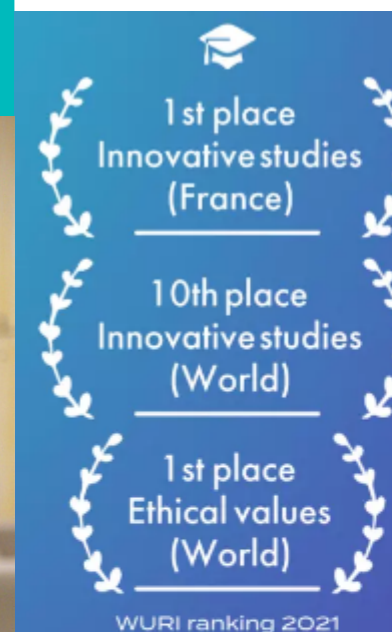 1st place
Innovative studies
(France)
10th place
Innovative studies
(World)
1st place
Ethical values
(World)
WURI ranking 2021